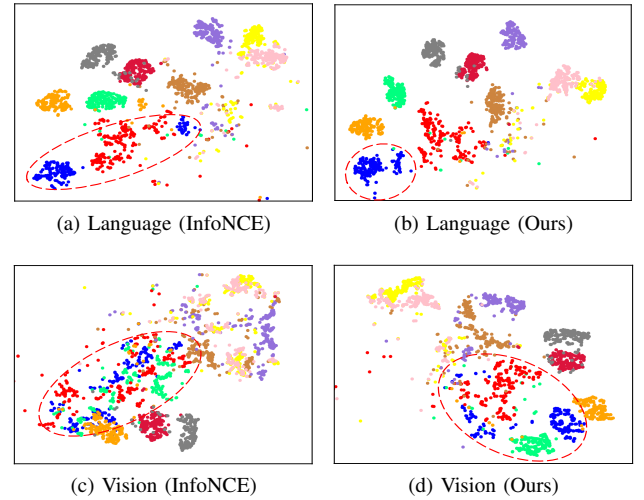 (a) Language (InfoNCE)
(b) Language (Ours)
(c) Vision (InfoNCE)
(d) Vision (Ours)